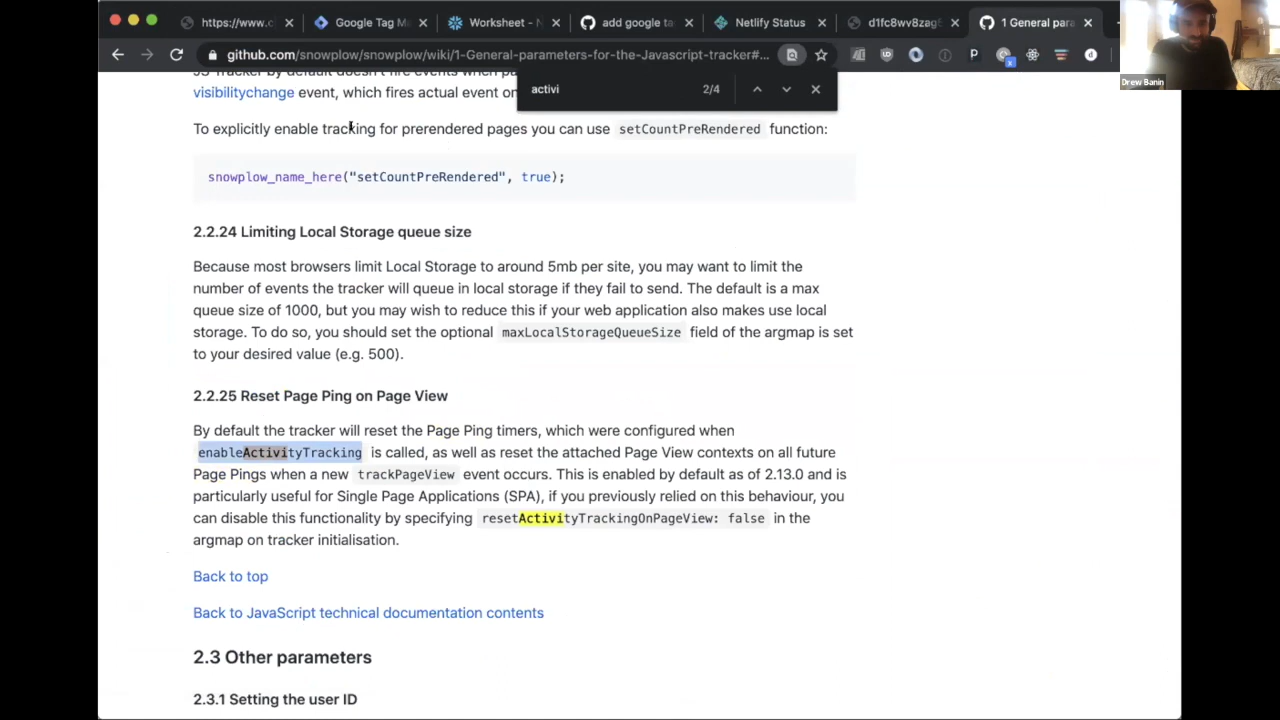 https://www.c
Google Tag Ma
Worksheet - N
add google ta
Netlify Status
d1fc8wv8zag5
1 General para
github.com/snowplow/snowplow/wiki/1-General-parameters-for-the-Javascript-tracker#...
Drew Banin
activi
2/4
JS Tracker by default doesn't fire events when pa
visibilitychange event, which fires actual event on
To explicitly enable tracking for prerendered pages you can use setCountPreRendered function:
snowplow_name_here("setCountPreRendered", true);
2.2.24 Limiting Local Storage queue size
Because most browsers limit Local Storage to around 5mb per site, you may want to limit the
number of events the tracker will queue in local storage if they fail to send. The default is a max
queue size of 1000, but you may wish to reduce this if your web application also makes use local
storage. To do so, you should set the optional maxLocalStorageQueueSize field of the argmap is set
to your desired value (e.g. 500).
2.2.25 Reset Page Ping on Page View
By default the tracker will reset the Page Ping timers, which were configured when
enableActivityTracking is called, as well as reset the attached Page View contexts on all future
Page Pings when a new trackPageView event occurs. This is enabled by default as of 2.13.0 and is
particularly useful for Single Page Applications (SPA), if you previously relied on this behaviour, you
can disable this functionality by specifying resetActivityTrackingOnPageView: false in the
argmap on tracker initialisation.
Back to top
Back to JavaScript technical documentation contents
2.3 Other parameters
2.3.1 Setting the user ID